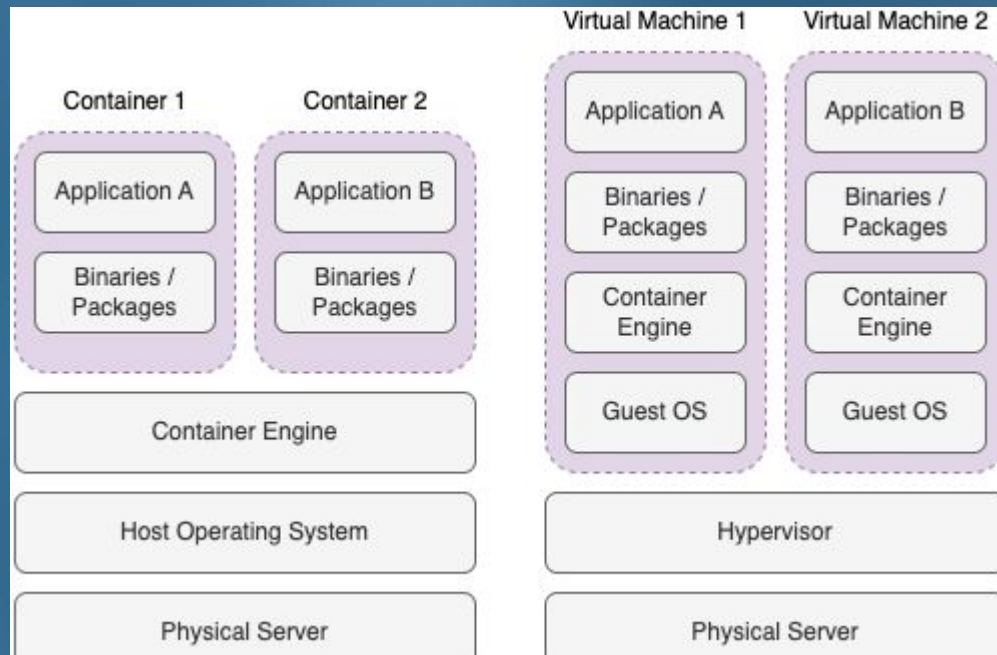 Container 1
Application A
Binaries /
Packages
Container 2
Application B
Binaries /
Packages
Container Engine
Host Operating System
Physical Server
Virtual Machine 1
Application A
Binaries /
Packages
Container
Engine
Guest OS
Virtual Machine 2
Application B
Binaries /
Packages
Container
Engine
Guest OS
Hypervisor
Physical Server